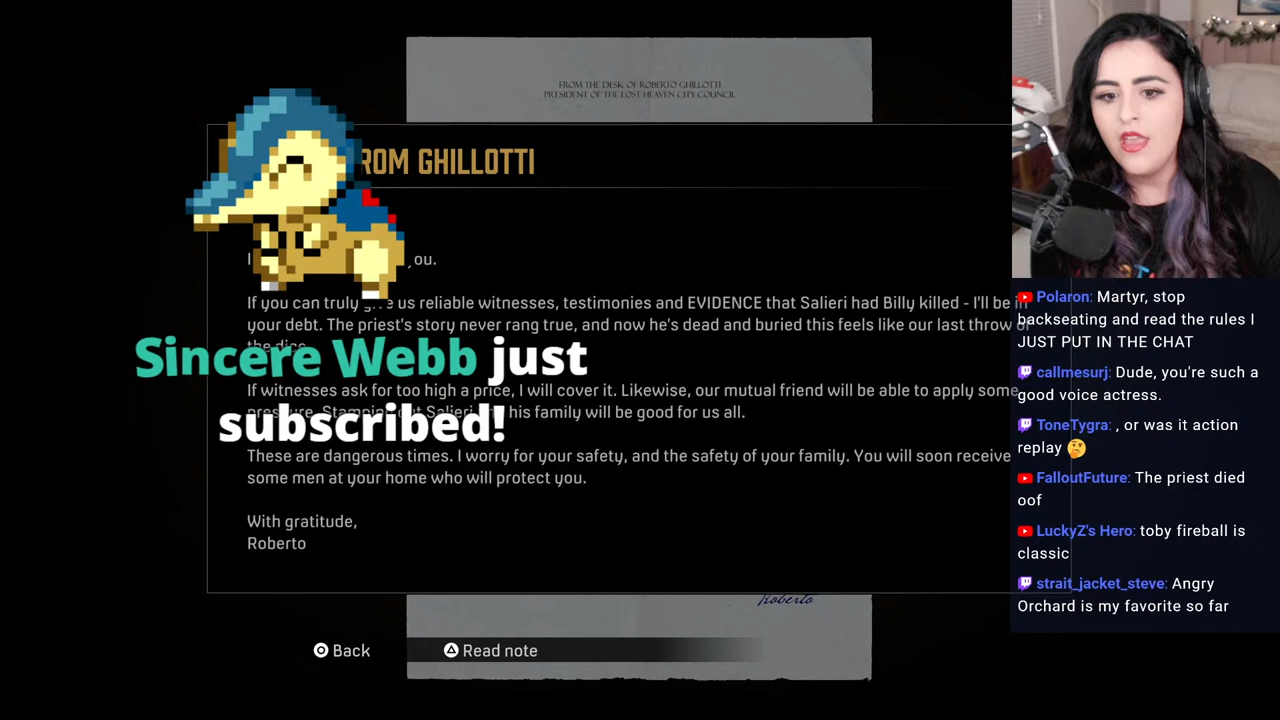 FROM THE DESK OF ROBERTO GHILLOTTI
PRESIDENT OF THE LOST HEAVEN CITY COUNCIL
ROM GHILLOTTI
I
ou.
If you can truly give us reliable witnesses, testimonies and EVIDENCE that Salieri had Billy killed - I'll be in
your debt. The priest's story never rang true, and now he's dead and buried this feels like our last throw of
the dice.
If witnesses ask for too high a price, I will cover it. Likewise, our mutual friend will be able to apply some
pressure. Stamping out Salieri his family will be good for us all.
These are dangerous times. I worry for your safety, and the safety of your family. You will soon receive
some men at your home who will protect you.
With gratitude,
Roberto
Roberto
Back
Read note
Sincere Webb just
subscribed!
Polaron: Martyr, stop
backseating and read the rules I
JUST PUT IN THE CHAT
callmesurj: Dude, you're such a
good voice actress.
ToneTygra: , or was it action
replay 🤔
FalloutFuture: The priest died
oof
LuckyZ's Hero: toby fireball is
classic
strait_jacket_steve: Angry
Orchard is my favorite so far